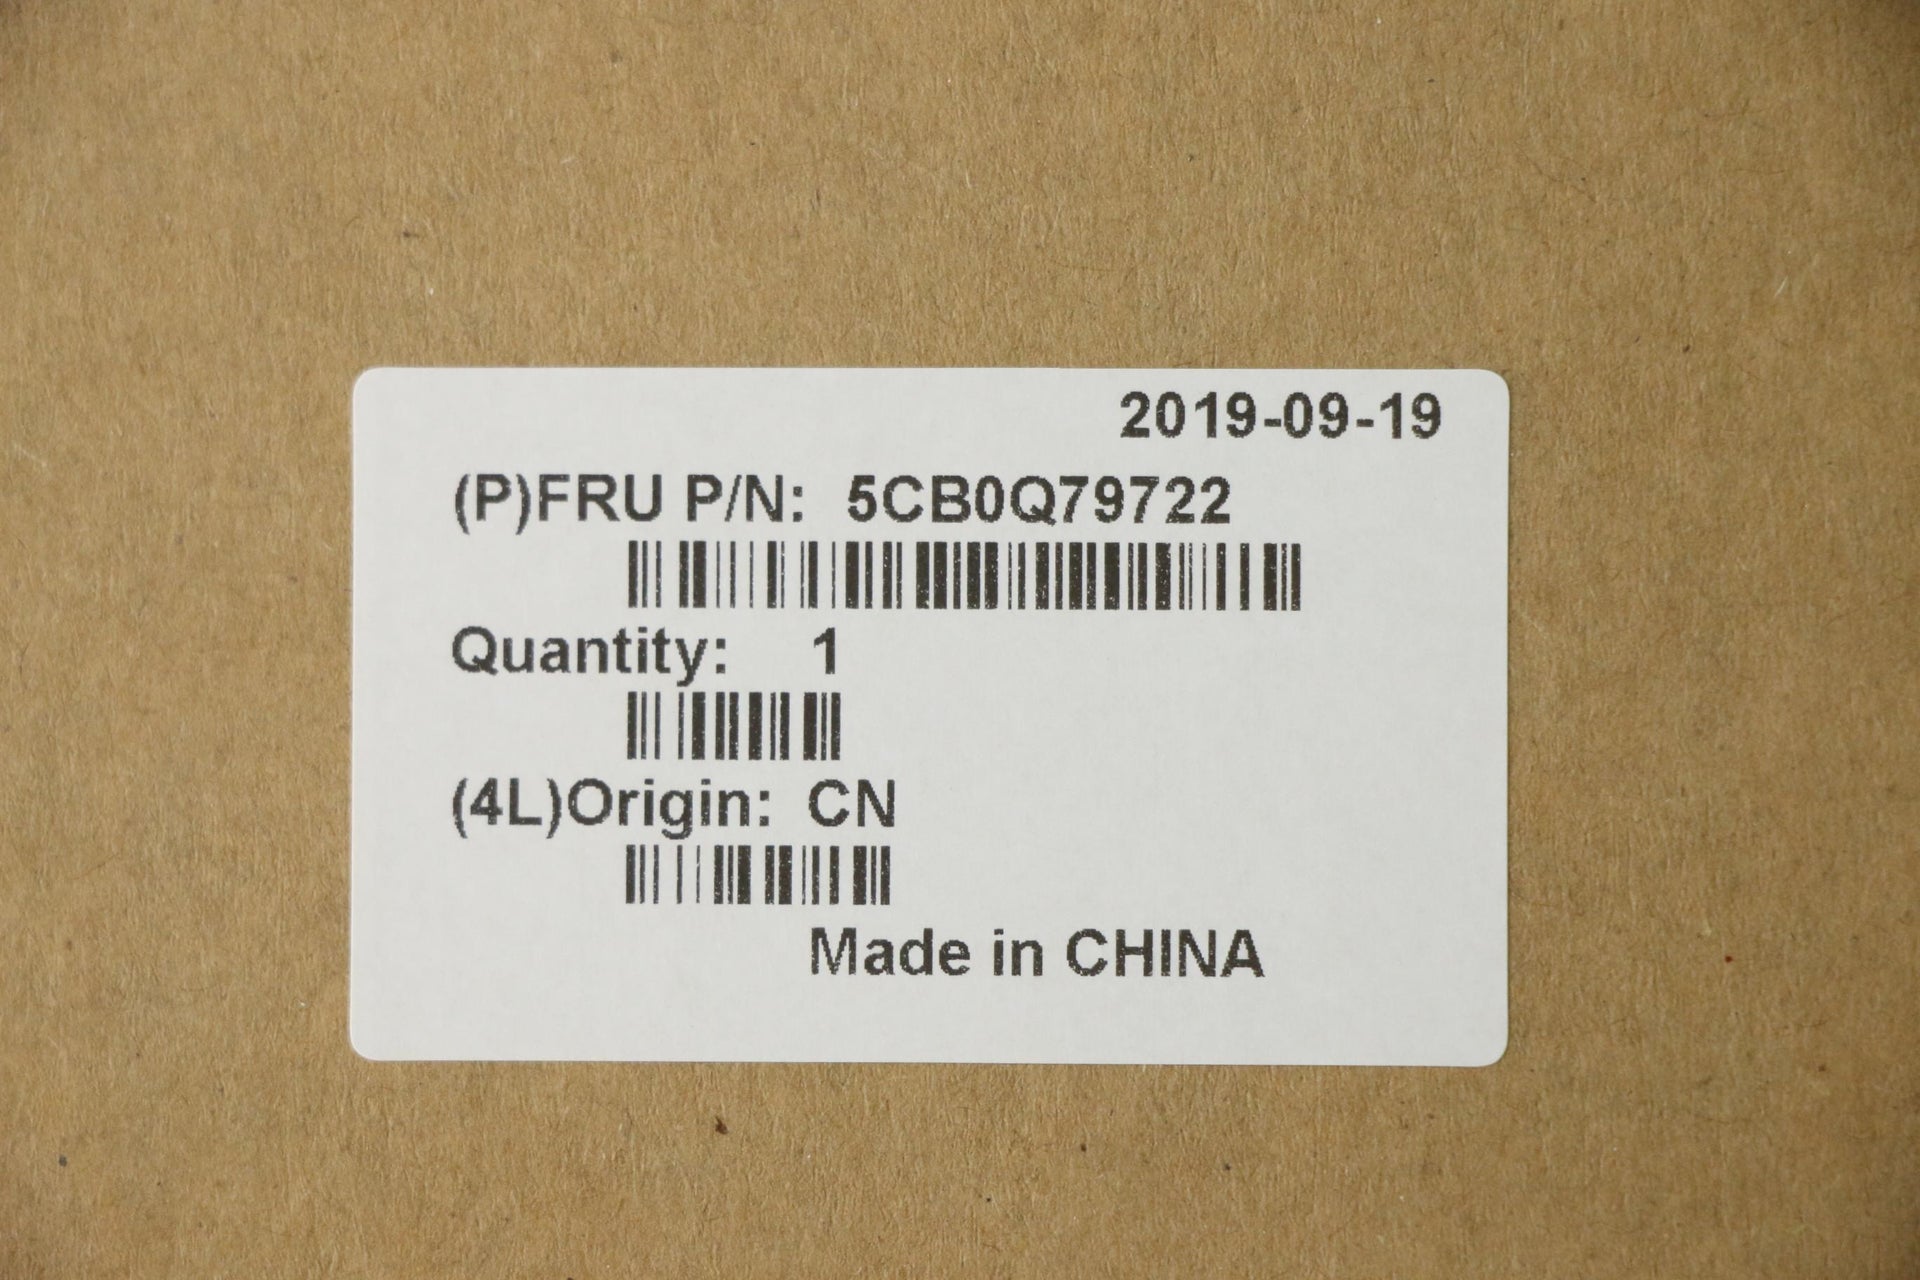 2019-09-19
(P)FRU P/N: 5CB0Q79722
Quantity: 1
(4L)Origin: CN
Made in CHINA